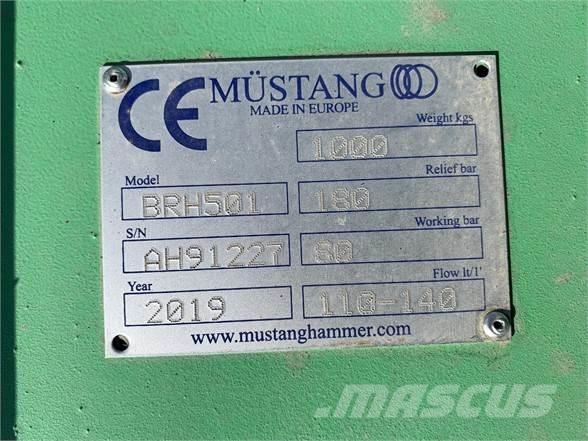 CE MÜSTANG
MADE IN EUROPE
Weight kgs
1000
Model Relief bar
BRH501 180
S/N Working bar
AH91227 80
Year Flow lt/1'
2019 110-140
www.mustanghammer.com
MASCUS